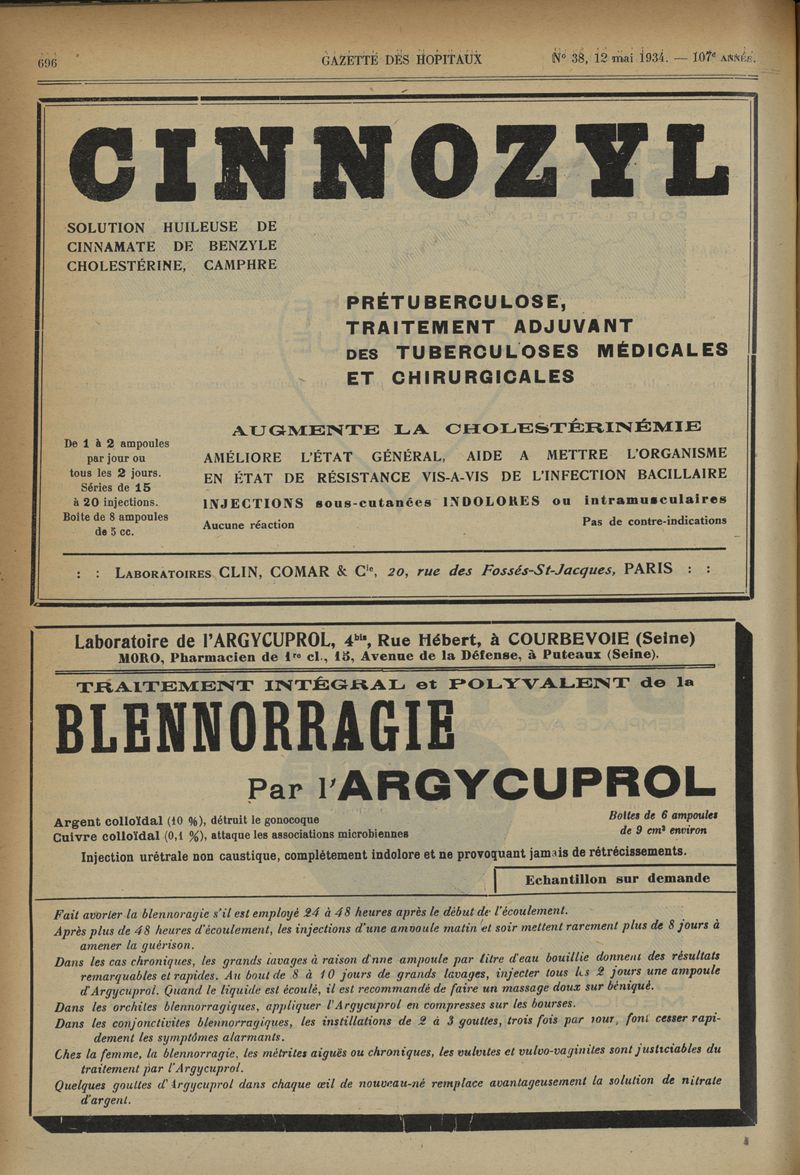 696
GAZETTE DES HOPITAUX
N° 38, 12 mai 1934. — 107e ANNÉE.
CINNOZYL
SOLUTION HUILEUSE DE
CINNAMATE DE BENZYLE
CHOLESTÉRINE, CAMPHRE
PRÉTUBERCULOSE,
TRAITEMENT ADJUVANT
DES TUBERCULOSES MÉDICALES
ET CHIRURGICALES
De 1 à 2 ampoules
par jour ou
tous les 2 jours.
Séries de 15
à 20 injections.
Boîte de 8 ampoules
de 5 cc.
AUGMENTE LA CHOLESTÉRINÉMIE
AMÉLIORE L'ÉTAT GÉNÉRAL, AIDE A METTRE L'ORGANISME
EN ÉTAT DE RÉSISTANCE VIS-A-VIS DE L'INFECTION BACILLAIRE
INJECTIONS sous-cutanées INDOLORES ou intramusculaires
Aucune réaction
Pas de contre-indications
: : LABORATOIRES CLIN, COMAR & Cie, 20, rue des Fossés-St-Jacques, PARIS : :
Laboratoire de l'ARGYCUPROL, 4bis, Rue Hébert, à COURBEVOIE (Seine)
MORO, Pharmacien de 1re cl., 15, Avenue de la Défense, à Puteaux (Seine).
TRAITEMENT INTÉGRAL et POLYVALENT de la
BLENNORRAGIE
Par l'ARGYCUPROL
Argent colloïdal (10 %), détruit le gonocoque
Cuivre colloïdal (0,1 %), attaque les associations microbiennes
Boîtes de 6 ampoules
de 9 cm³ environ
Injection urétrale non caustique, complètement indolore et ne provoquant jamais de rétrécissements.
Echantillon sur demande
Fait avorter la blennoragie s'il est employé 24 à 48 heures après le début de l'écoulement.
Après plus de 48 heures d'écoulement, les injections d'une ampoule matin et soir mettent rarement plus de 8 jours à
amener la guérison.
Dans les cas chroniques, les grands lavages à raison d'nne ampoule par litre d'eau bouillie donnent des résultats
remarquables et rapides. Au bout de 8 à 10 jours de grands lavages, injecter tous les 2 jours une ampoule
d'Argycuprol. Quand le liquide est écoulé, il est recommandé de faire un massage doux sur béniqué.
Dans les orchites blennorragiques, appliquer l'Argycuprol en compresses sur les bourses.
Dans les conjonctivites blennorragiques, les instillations de 2 à 3 gouttes, trois fois par jour, font cesser rapi-
dement les symptômes alarmants.
Chez la femme, la blennorragie, les métrites aiguës ou chroniques, les vulvites et vulvo-vaginites sont justiciables du
traitement par l'Argycuprol.
Quelques gouttes d'Argycuprol dans chaque œil de nouveau-né remplace avantageusement la solution de nitrate
d'argent.